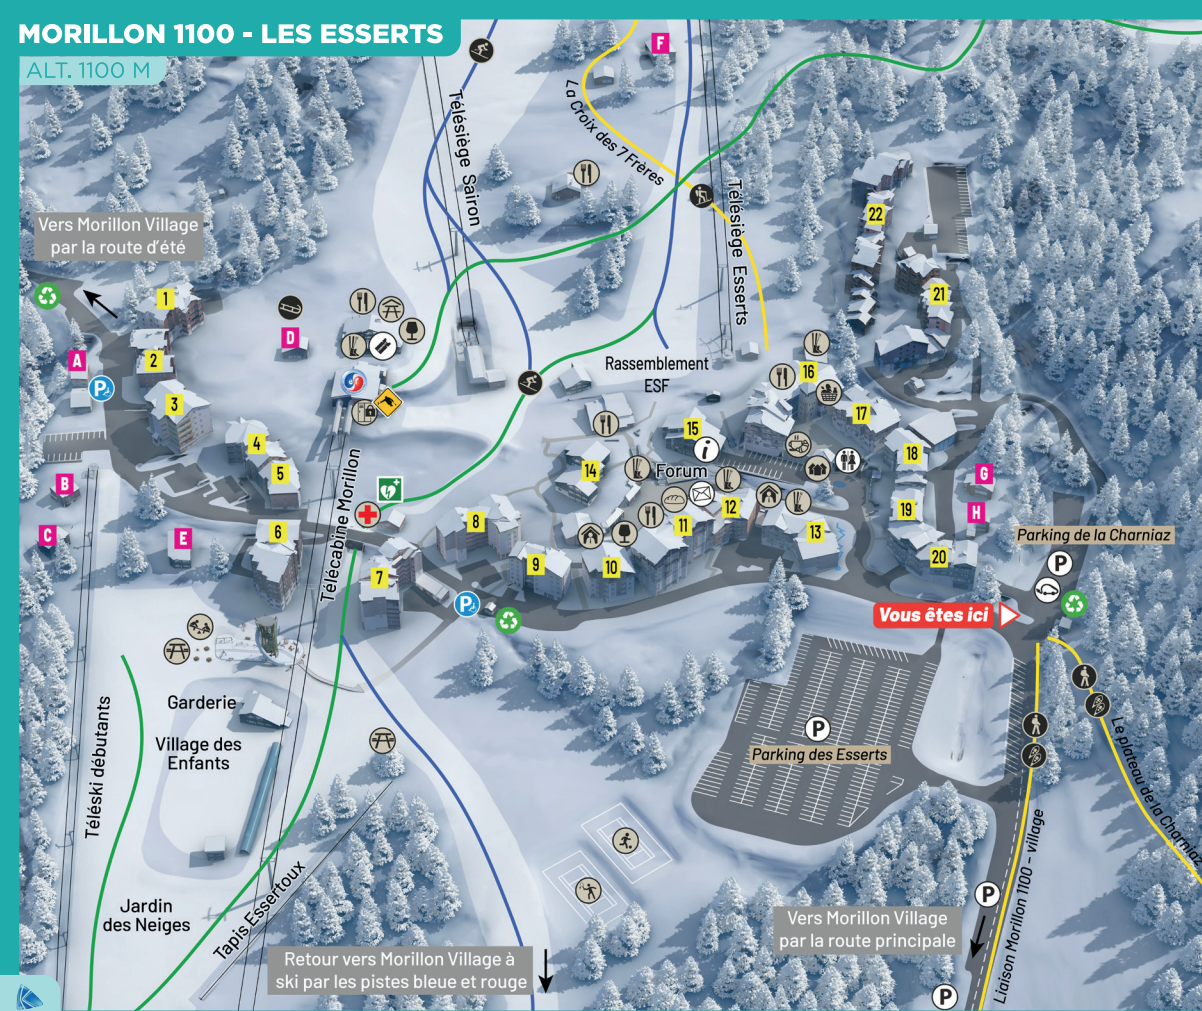 MORILLON 1100 - LES ESSERTS
ALT. 1100 M
F
La Croix des 7 Frères
Télésiège Sairon
Télésiège Esserts
Vers Morillon Village
par la route d'été
22
21
1
2
3
A
P
D
4
5
B
C
E
6
Télécabine Morillon
7
8
9
10
11
12
13
14
15
i
16
17
18
19
20
G
H
Rassemblement
ESF
Forum
Parking de la Charniaz
P
Vous êtes ici
P
Garderie
Village des
Enfants
Téléski débutants
Jardin
des Neiges
Tapis Essertoux
P
Parking des Esserts
Le plateau de la Charniaz
Liaison Morillon 1100 - village
Retour vers Morillon Village à
ski par les pistes bleue et rouge
Vers Morillon Village
par la route principale
P
P